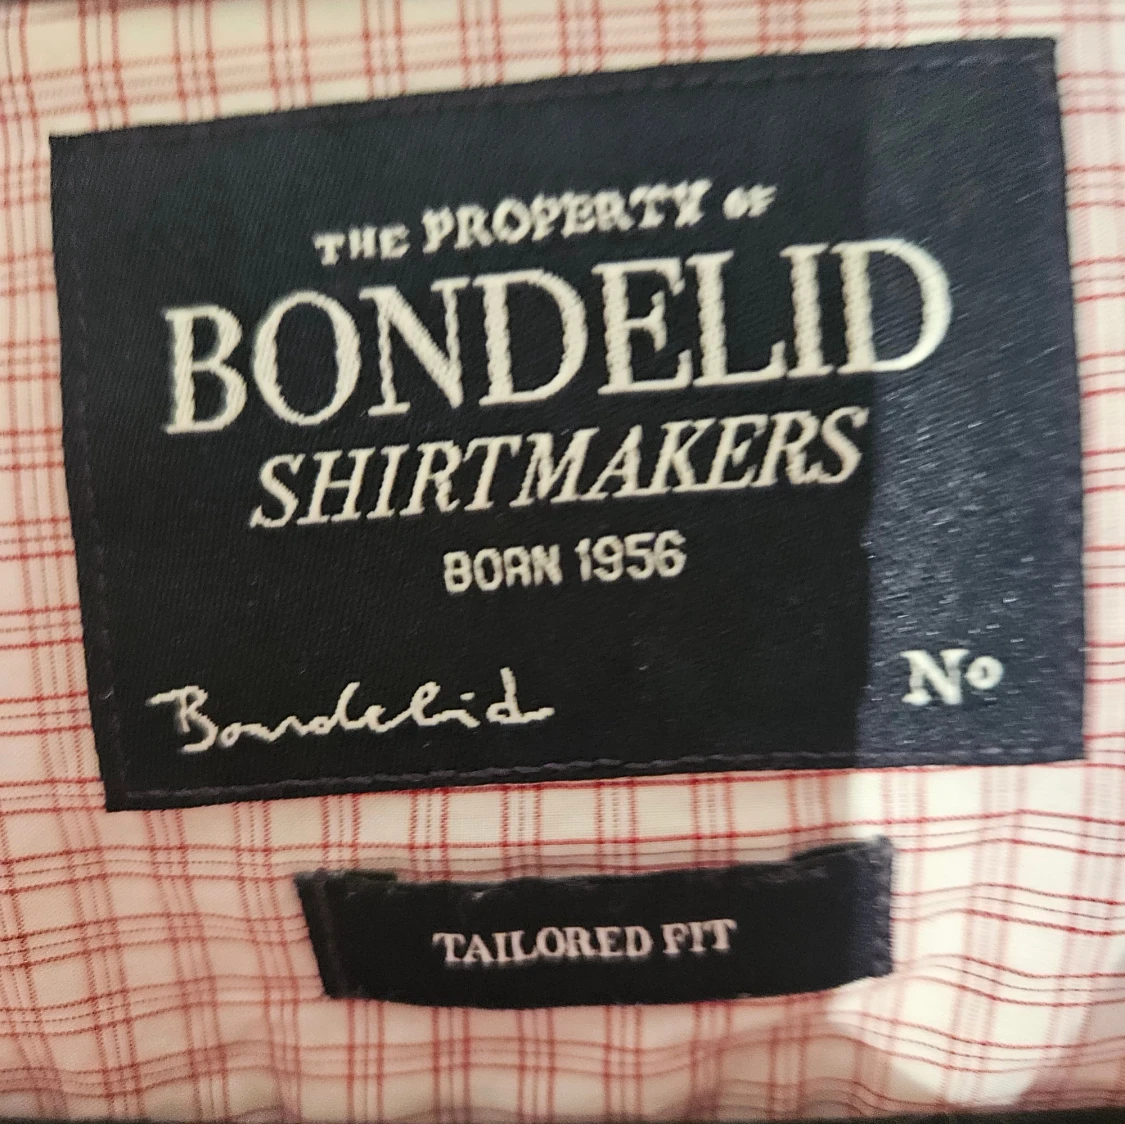 THE PROPERTY OF
BONDELID
SHIRTMAKERS
BORN 1956
Bondelid
No
TAILORED FIT